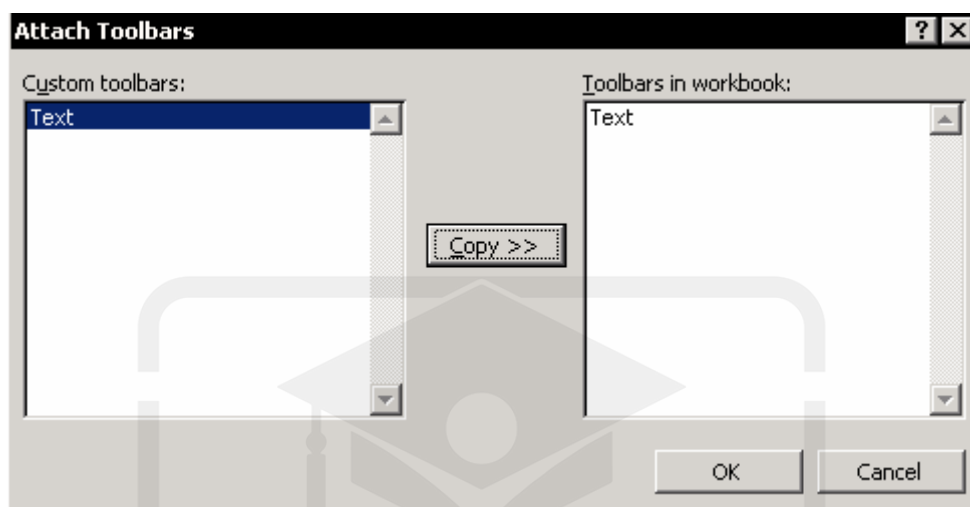 Attach Toolbars
Custom toolbars:
Toolbars in workbook:
Text
Text
Copy >>
OK
Cancel